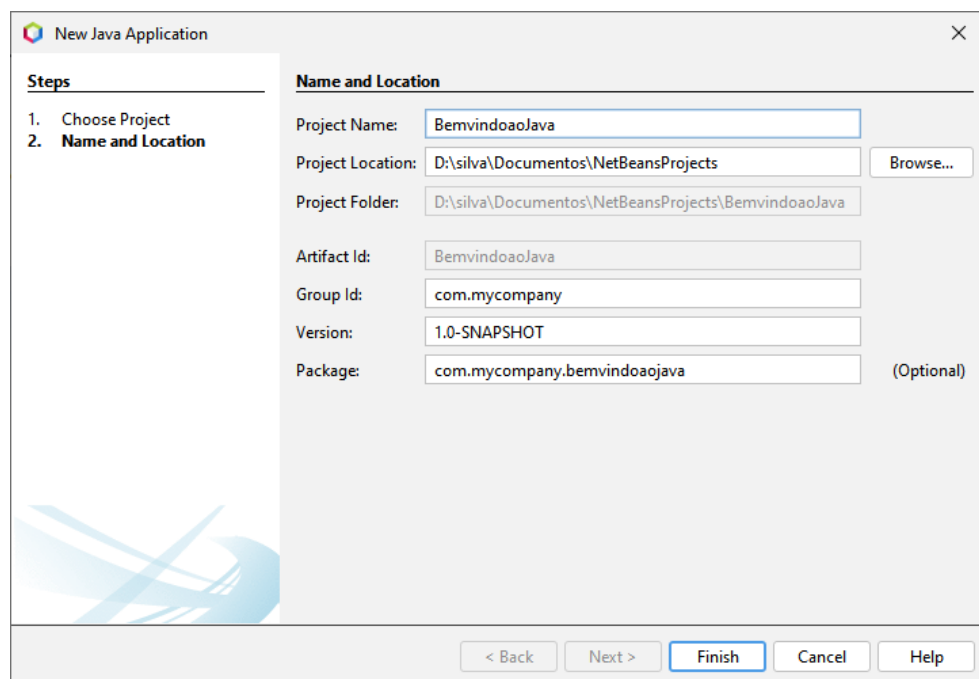 New Java Application
Steps
1. Choose Project
2. Name and Location
Name and Location
Project Name: BemvindoaoJava
Project Location: D:\silva\Documentos\NetBeansProjects Browse...
Project Folder: D:\silva\Documentos\NetBeansProjects\BemvindoaoJava
Artifact Id: BemvindoaoJava
Group Id: com.mycompany
Version: 1.0-SNAPSHOT
Package: com.mycompany.bemvindoaojava (Optional)
< Back Next > Finish Cancel Help